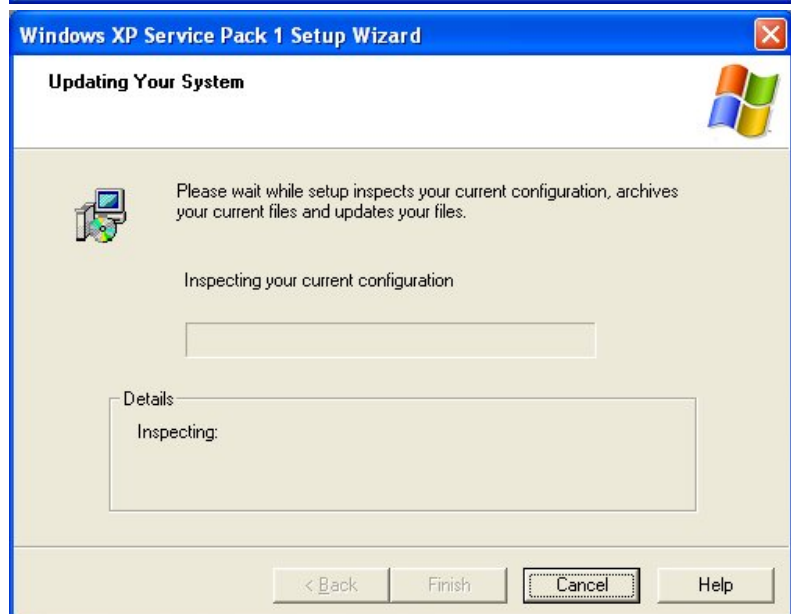 Windows XP Service Pack 1 Setup Wizard
Updating Your System
Please wait while setup inspects your current configuration, archives
your current files and updates your files.
Inspecting your current configuration
Details
Inspecting:
< Back
Finish
Cancel
Help